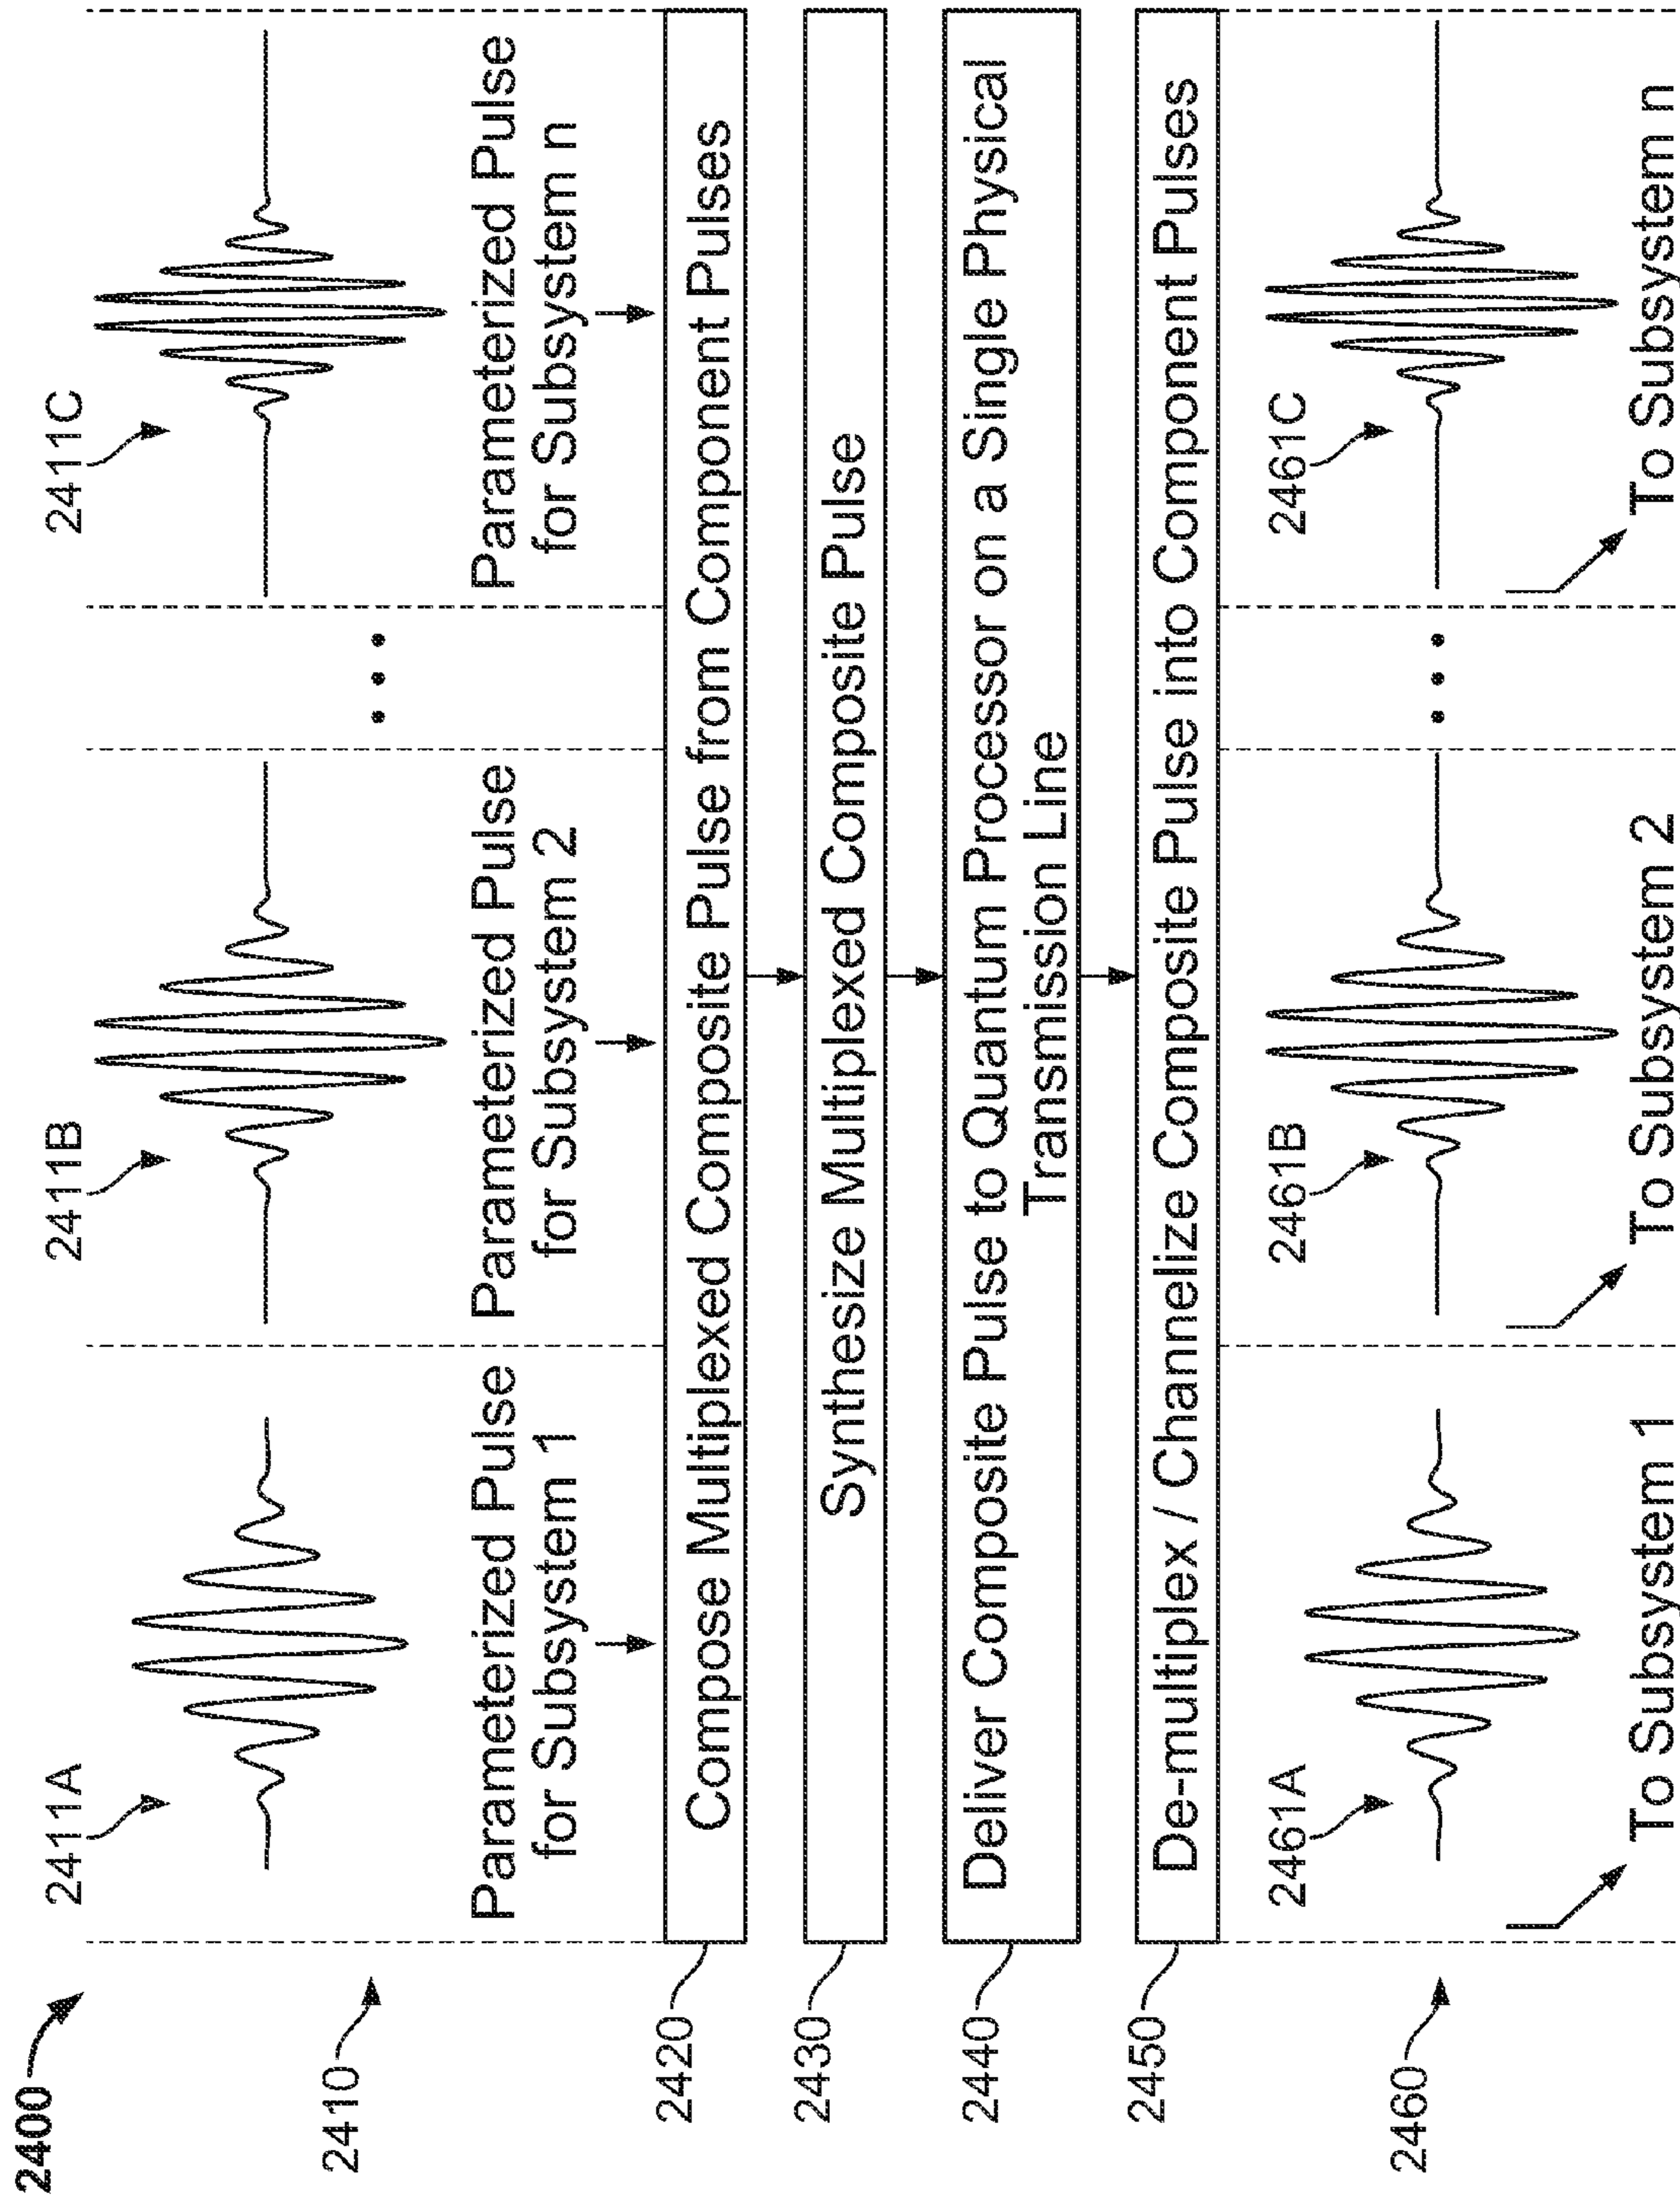 2400
2410
2411A
2411B
2411C
Parameterized Pulse
for Subsystem 1
Parameterized Pulse
for Subsystem 2
Parameterized Pulse
for Subsystem n
2420
Compose Multiplexed Composite Pulse from Component Pulses
2430
Synthesize Multiplexed Composite Pulse
2440
Deliver Composite Pulse to Quantum Processor on a Single Physical
Transmission Line
2450
De-multiplex / Channelize Composite Pulse into Component Pulses
2460
2461A
2461B
2461C
To Subsystem 1
To Subsystem 2
To Subsystem n